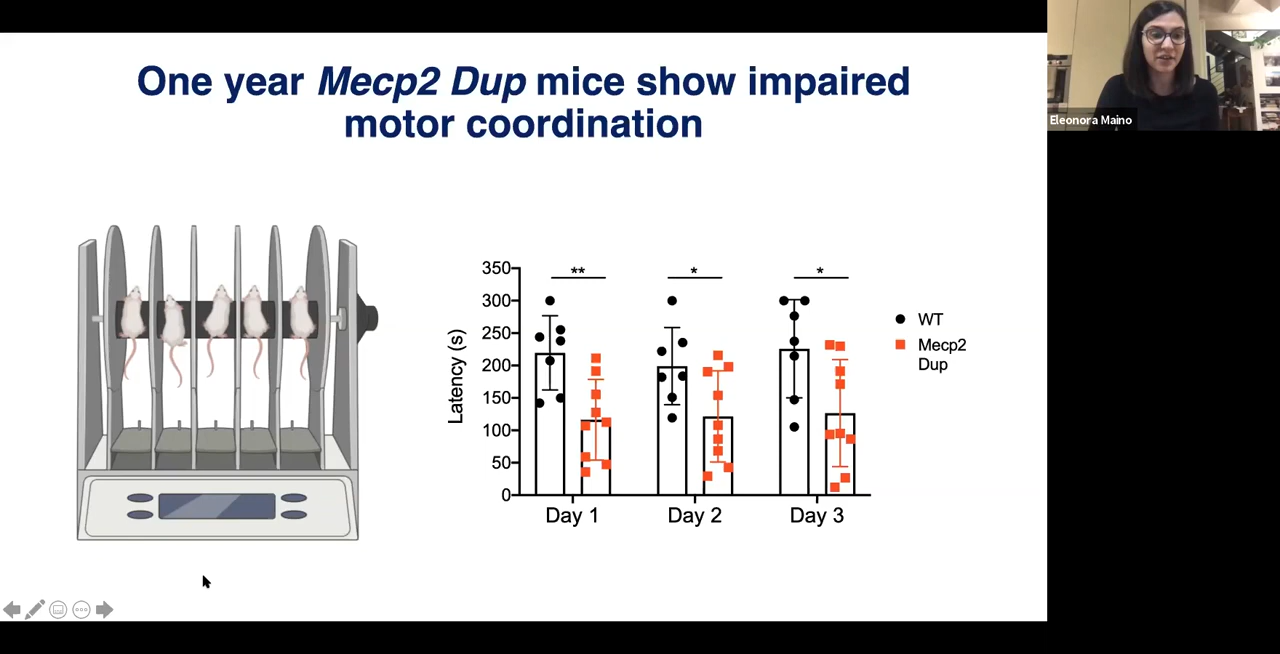 One year Mecp2 Dup mice show impaired
motor coordination
Eleonora Maino
Latency (s)
350
300
250
200
150
100
50
0
**
*
*
Day 1
Day 2
Day 3
WT
Mecp2
Dup